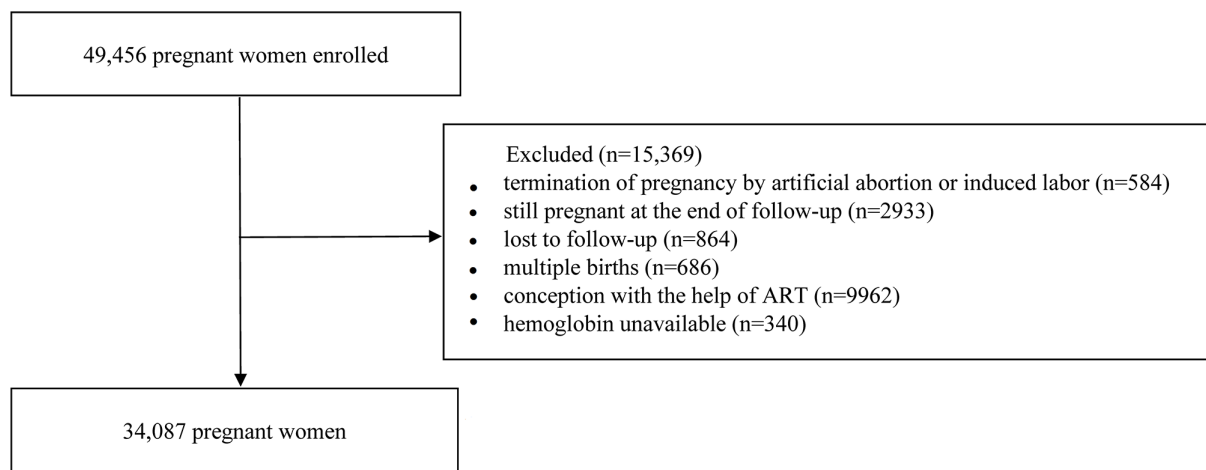 49,456 pregnant women enrolled
Excluded (n=15,369)
• termination of pregnancy by artificial abortion or induced labor (n=584)
• still pregnant at the end of follow-up (n=2933)
• lost to follow-up (n=864)
• multiple births (n=686)
• conception with the help of ART (n=9962)
• hemoglobin unavailable (n=340)
34,087 pregnant women